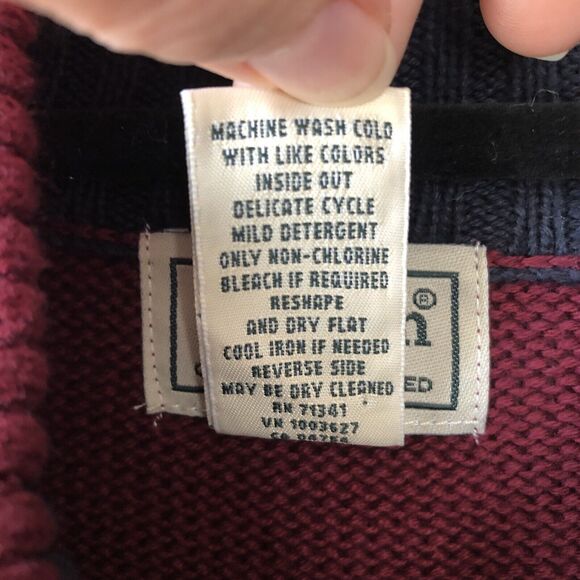 MACHINE WASH COLD
WITH LIKE COLORS
INSIDE OUT
DELICATE CYCLE
MILD DETERGENT
ONLY NON-CHLORINE
BLEACH IF REQUIRED
RESHAPE
AND DRY FLAT
COOL IRON IF NEEDED
REVERSE SIDE
MAY BE DRY CLEANED
RN 71341
VN 1003627